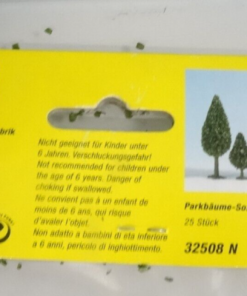 brik
Nicht geeignet für Kinder unter
6 Jahren. Verschluckungsgefahr!
Not recommended for children under
the age of 6 years. Danger of
choking if swallowed.
Ne convient pas à un enfant de
moins de 6 ans, qui risque
d'avaler l'objet.
Non adatto a bambini di eta inferiore
a 6 anni, pericolo di inghiottimento.
Parkbäume-So
25 Stück
32508 N